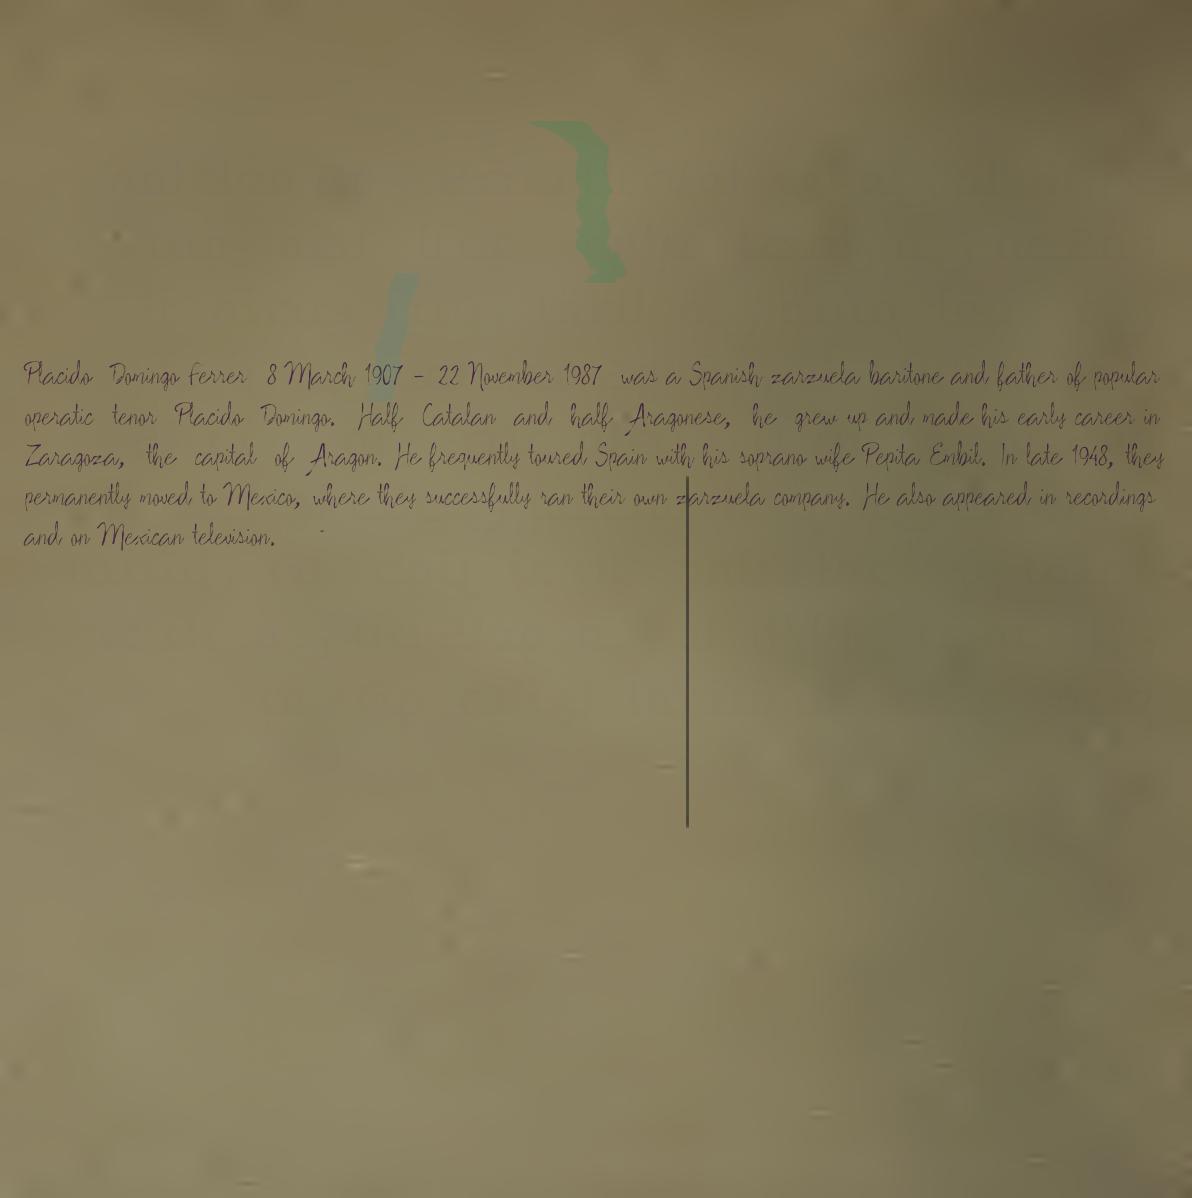 Placido Domingo Ferrer 8 March 1907 – 22 November 1987 was a Spanish zarzuela baritone and father of popular
operatic tenor Placido Domingo. Half Catalan and half Aragonese, he grew up and made his early career in
Zaragoza, the capital of Aragon. He frequently toured Spain with his soprano wife Pepita Embil. In late 1948, they
permanently moved to Mexico, where they successfully ran their own zarzuela company. He also appeared in recordings
and on Mexican television.